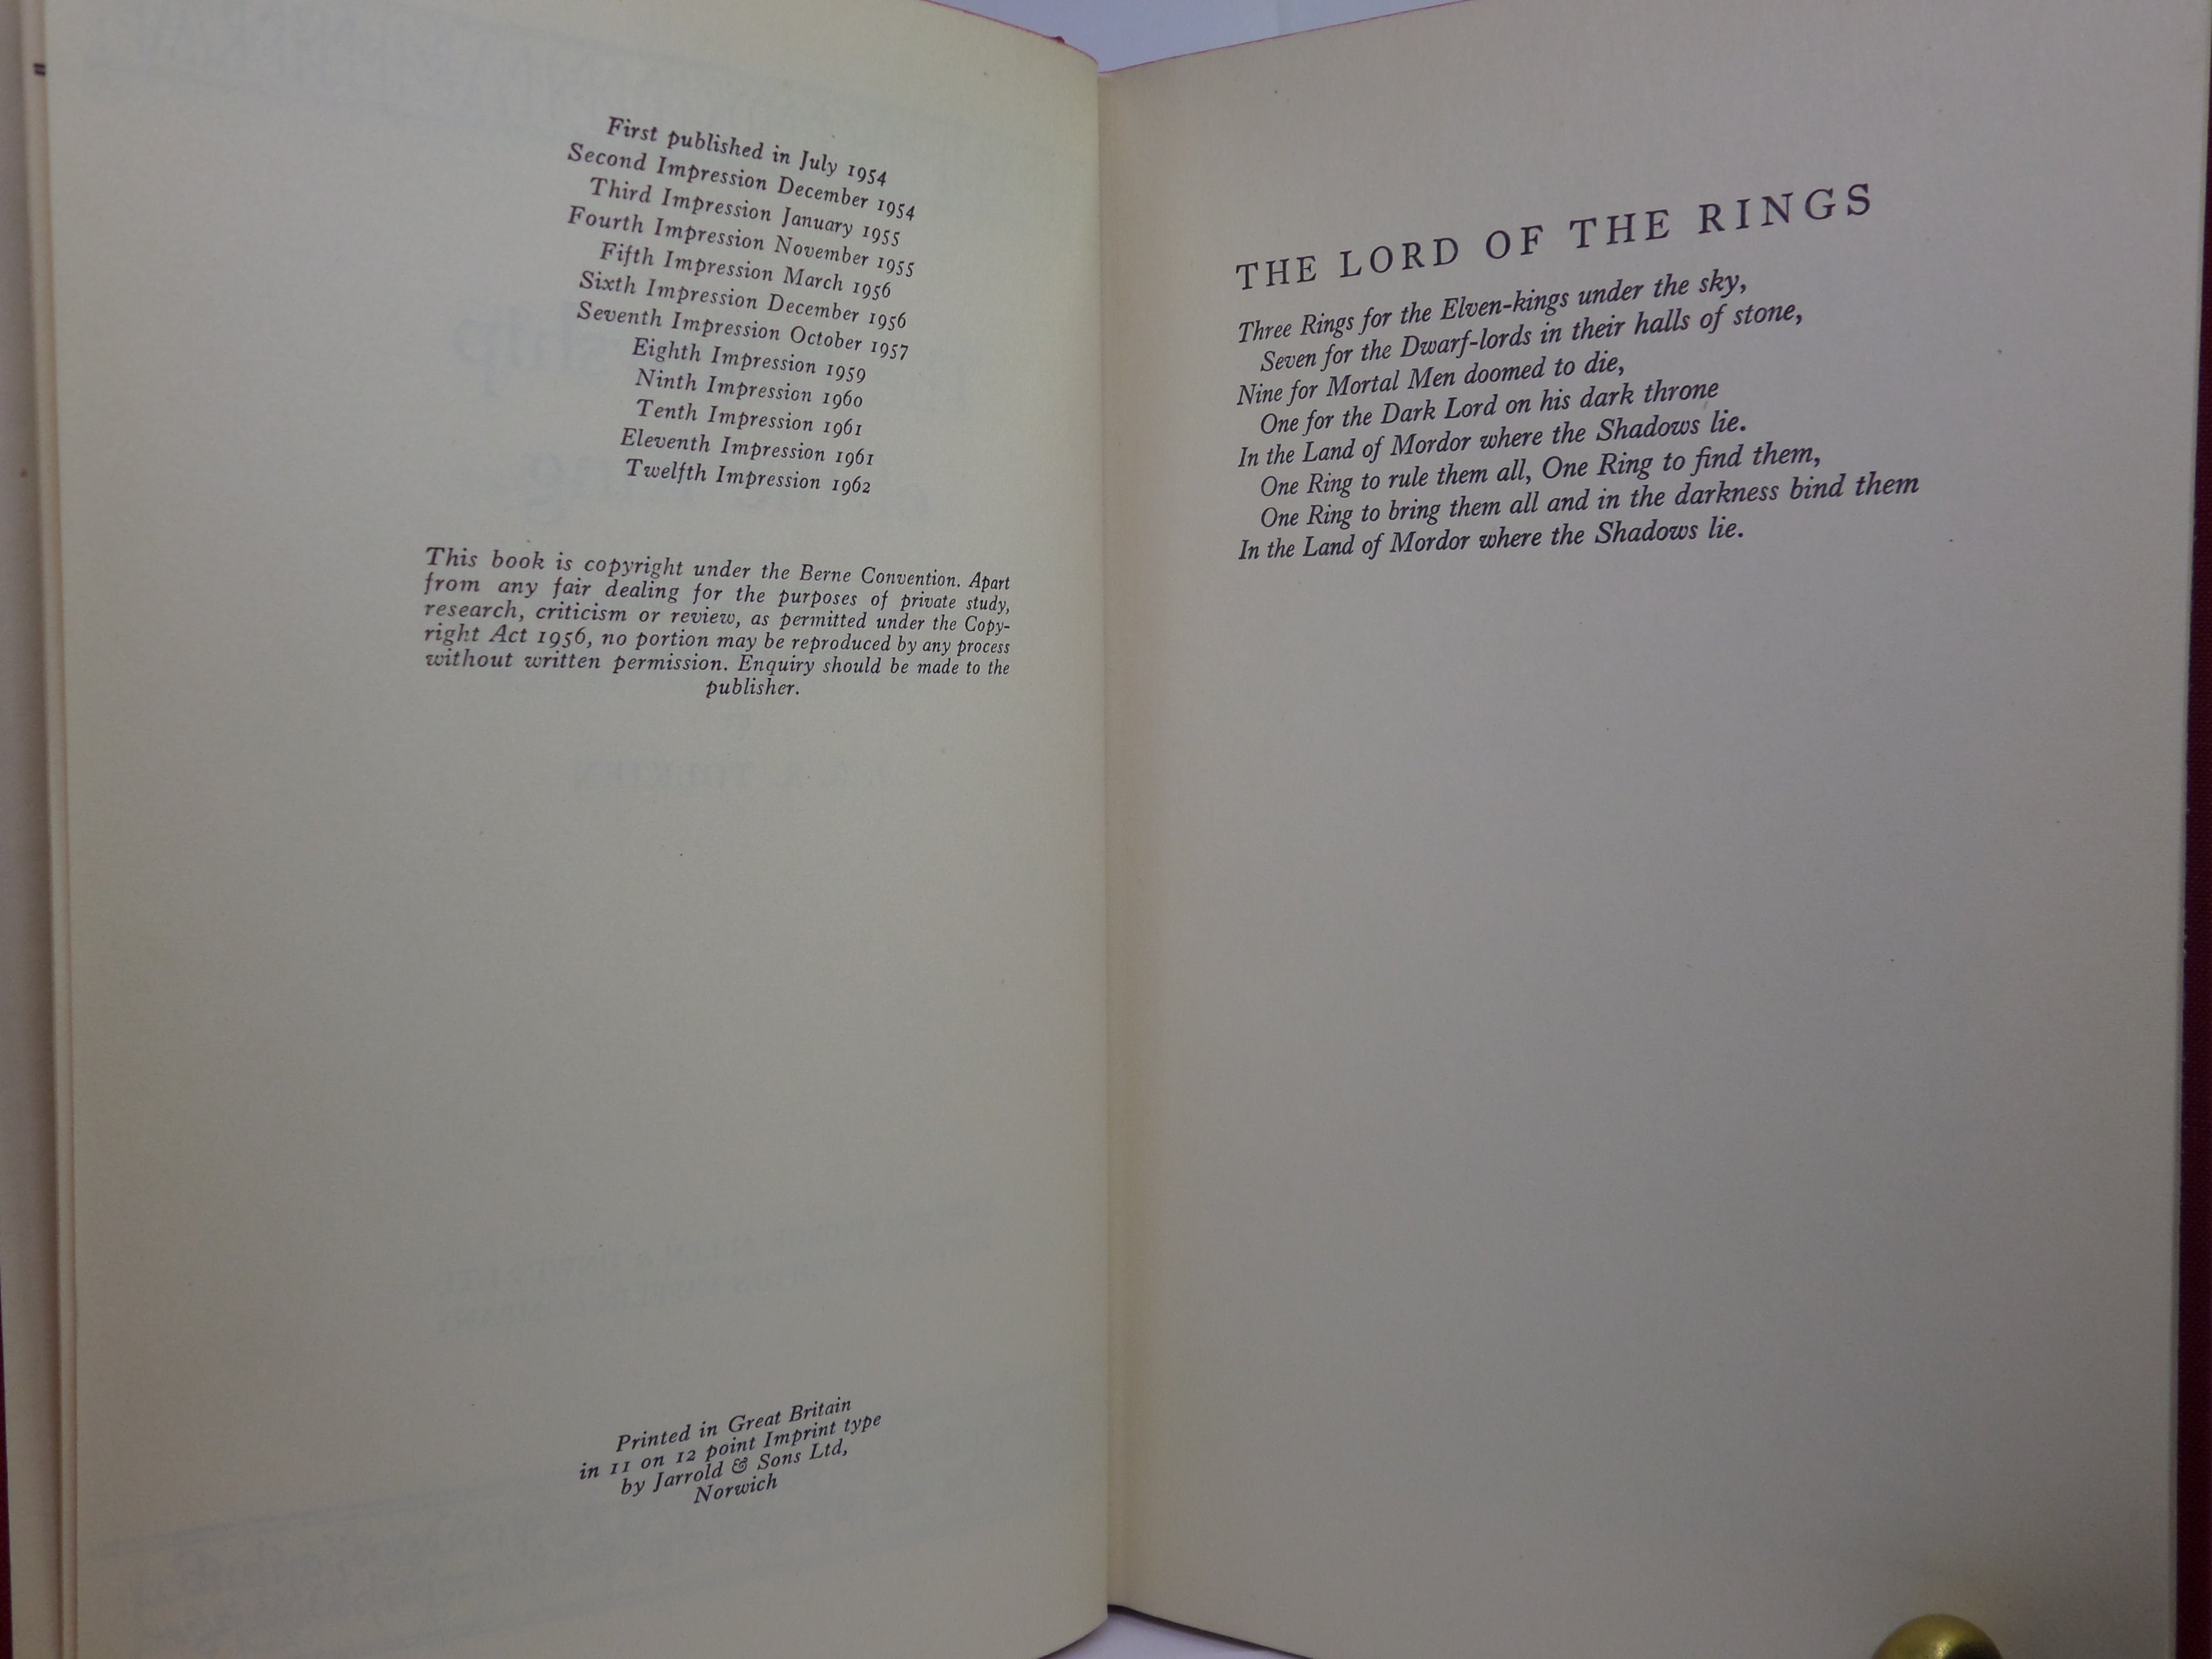 First published in July 1954
Second Impression December 1954
Third Impression January 1955
Fourth Impression November 1955
Fifth Impression March 1956
Sixth Impression December 1956
Seventh Impression October 1957
Eighth Impression 1959
Ninth Impression 1960
Tenth Impression 1961
Eleventh Impression 1961
Twelfth Impression 1962
This book is copyright under the Berne Convention. Apart
from any fair dealing for the purposes of private study,
research, criticism or review, as permitted under the Copy-
right Act 1956, no portion may be reproduced by any process
without written permission. Enquiry should be made to the
publisher.
Printed in Great Britain
in 11 on 12 point Imprint type
by Jarrold & Sons Ltd,
Norwich
THE LORD OF THE RINGS
Three Rings for the Elven-kings under the sky,
Seven for the Dwarf-lords in their halls of stone,
Nine for Mortal Men doomed to die,
One for the Dark Lord on his dark throne
In the Land of Mordor where the Shadows lie.
One Ring to rule them all, One Ring to find them,
One Ring to bring them all and in the darkness bind them
In the Land of Mordor where the Shadows lie.